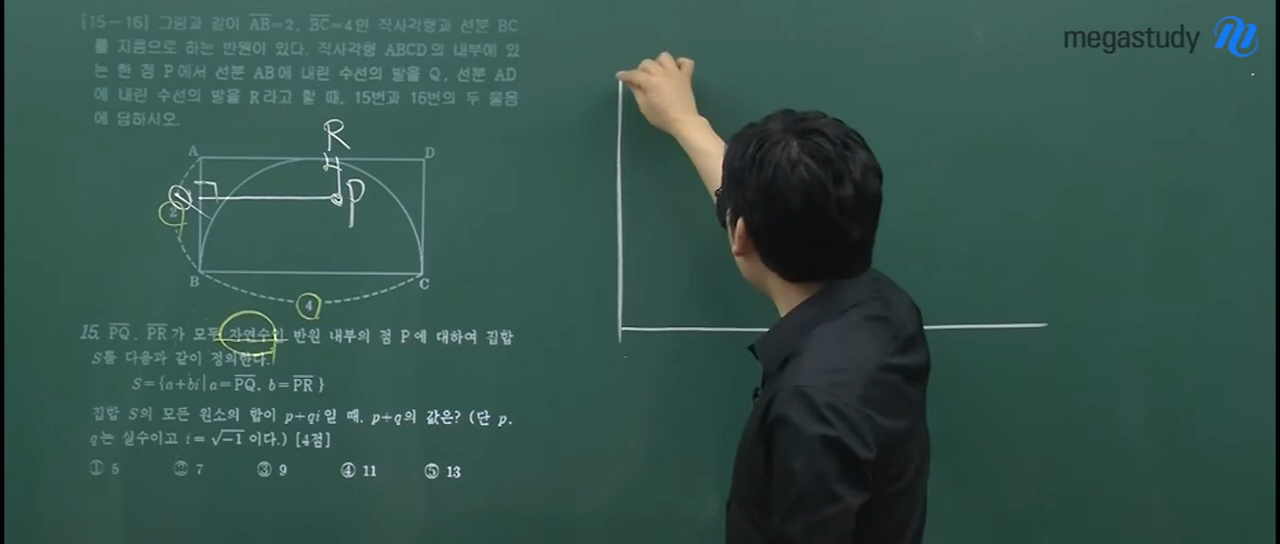 [15-16] 그림과 같이 AB=2, BC=4인 직사각형과 선분 BC
를 지름으로 하는 반원이 있다. 직사각형 ABCD의 내부에 있
는 한 점 P에서 선분 AB에 내린 수선의 발을 Q, 선분 AD
에 내린 수선의 발을 R라고 할 때, 15번과 16번의 두 물음
에 답하시오.
megastudy
R
A
D
P
2
B
C
4
15. PQ, PR가 모두 자연수인 반원 내부의 점 P에 대하여 집합
S를 다음과 같이 정의한다.
S={a+bi|a=PQ, b=PR}
집합 S의 모든 원소의 합이 p+qi일 때, p+q의 값은? (단 p,
q는 실수이고 i=√-1 이다.) [4점]
① 5 ② 7 ③ 9 ④ 11 ⑤ 13